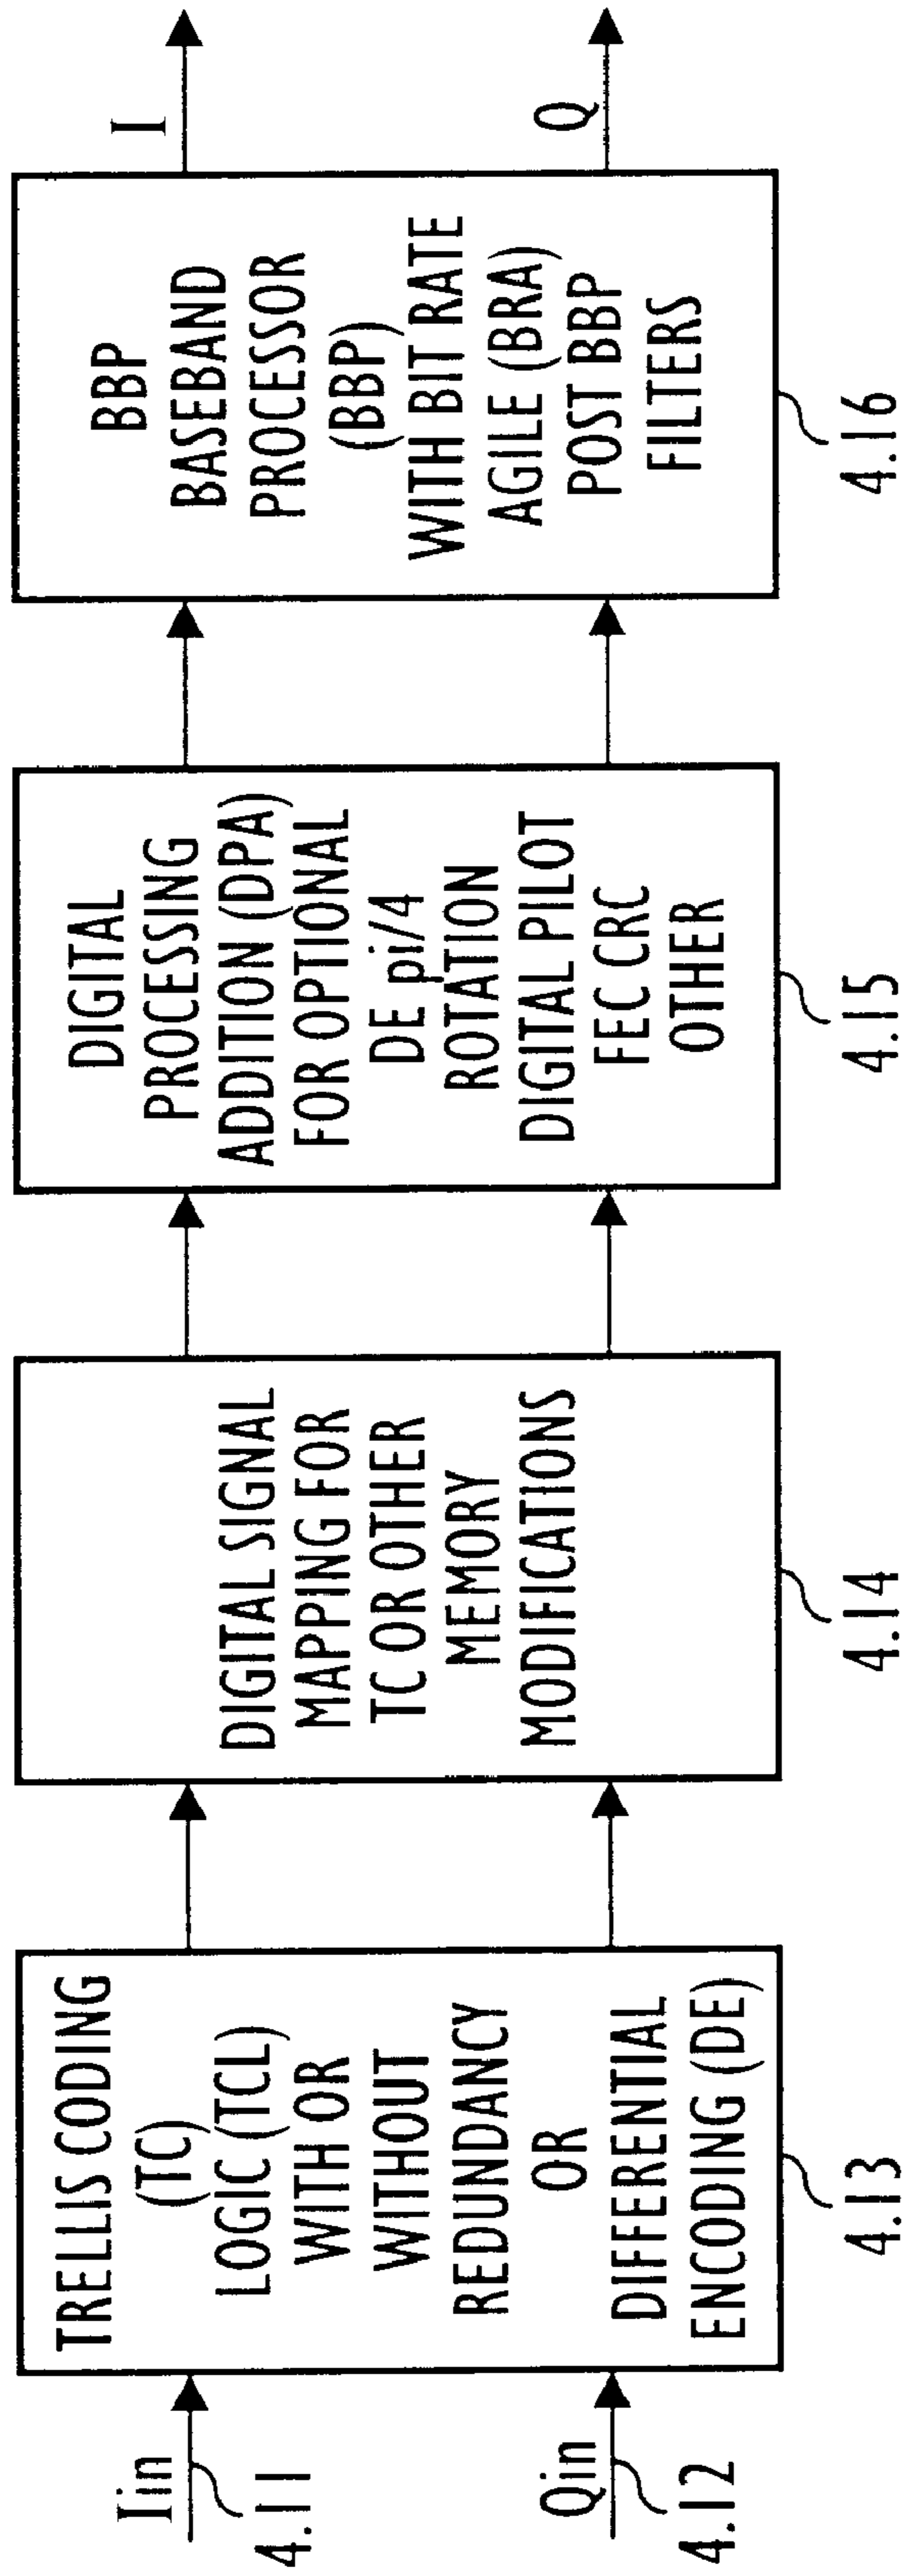 Iin
4.11
Qin
4.12
TRELLIS CODING
(TC)
LOGIC (TCL)
WITH OR
WITHOUT
REDUNDANCY
OR
DIFFERENTIAL
ENCODING (DE)
4.13
DIGITAL SIGNAL
MAPPING FOR
TC OR OTHER
MEMORY
MODIFICATIONS
4.14
DIGITAL
PROCESSING
ADDITION (DPA)
FOR OPTIONAL
DE pi/4
ROTATION
DIGITAL PILOT
FEC CRC
OTHER
4.15
BBP
BASEBAND
PROCESSOR
(BBP)
WITH BIT RATE
AGILE (BRA)
POST BBP
FILTERS
4.16
I
Q